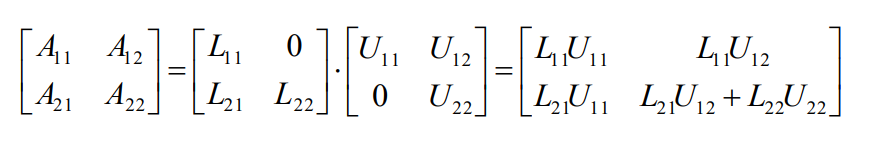 [A₁₁ A₁₂; A₂₁ A₂₂] = [L₁₁ 0; L₂₁ L₂₂] · [U₁₁ U₁₂; 0 U₂₂] = [L₁₁U₁₁ L₁₁U₁₂; L₂₁U₁₁ L₂₁U₁₂ + L₂₂U₂₂]